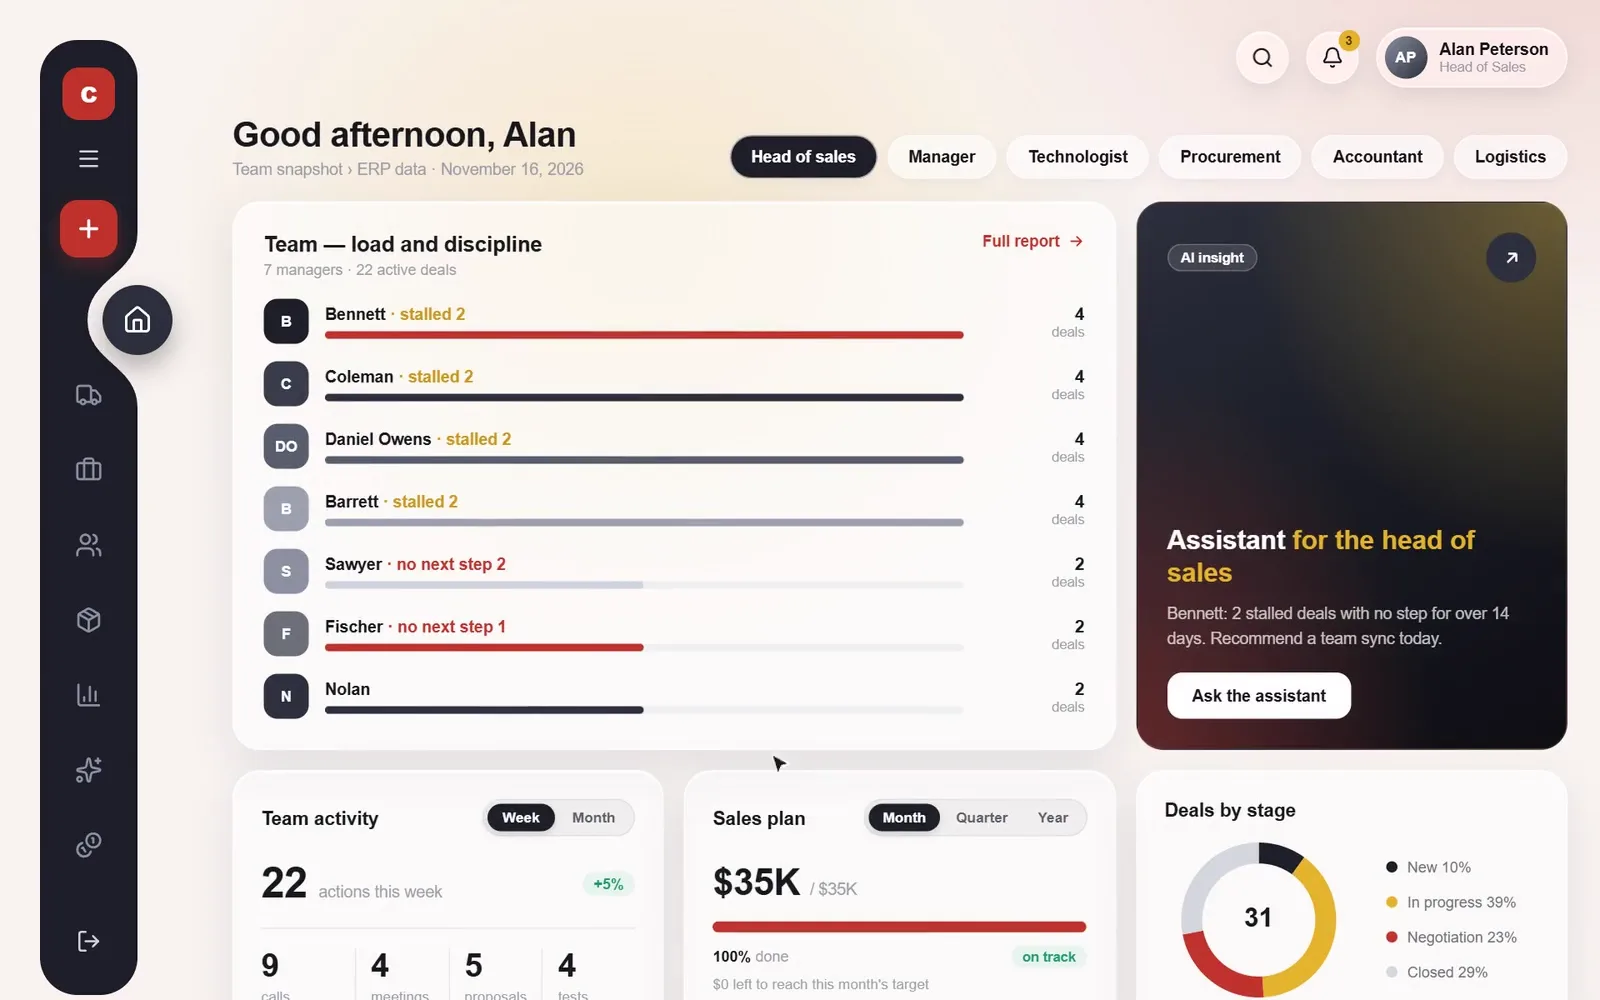 C
3
AP
Alan Peterson
Head of Sales
Good afternoon, Alan
Team snapshot › ERP data · November 16, 2026
Head of sales
Manager
Technologist
Procurement
Accountant
Logistics
Team — load and discipline
7 managers · 22 active deals
Full report →
B
Bennett · stalled 2
4
deals
C
Coleman · stalled 2
4
deals
DO
Daniel Owens · stalled 2
4
deals
B
Barrett · stalled 2
4
deals
S
Sawyer · no next step 2
2
deals
F
Fischer · no next step 1
2
deals
N
Nolan
2
deals
AI insight
Assistant for the head of
sales
Bennett: 2 stalled deals with no step for over 14
days. Recommend a team sync today.
Ask the assistant
Team activity
Week
Month
22 actions this week
+5%
9
calls
4
meetings
5
proposals
4
tests
Sales plan
Month
Quarter
Year
$35K / $35K
100% done
on track
$0 left to reach this month's target
Deals by stage
31
New 10%
In progress 39%
Negotiation 23%
Closed 29%